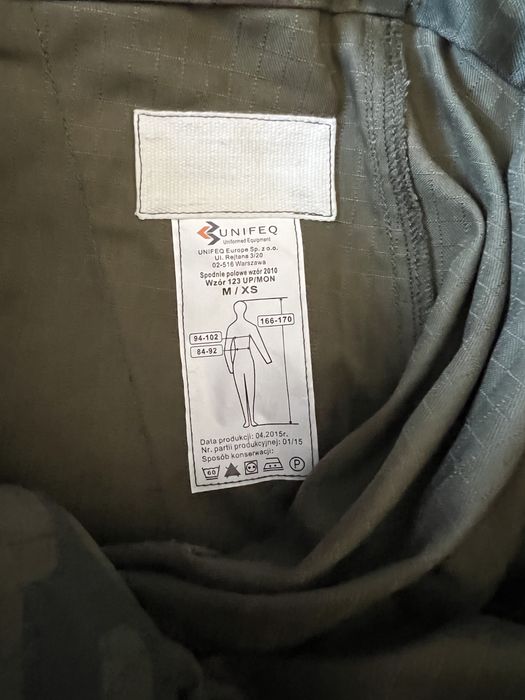 UNIFEQ
Uniformed Equipment
UNIFEQ Europe Sp. z o.o.
Ul. Rejtana 3/20
02-516 Warszawa
Spodnie polowe wzór 2010
Wzór 123 UP/MON
M / XS
166-170
94-102
84-92
Data produkcji: 04.2015r.
Nr. partii produkcyjnej: 01/15
Sposób konserwacji:
60
P